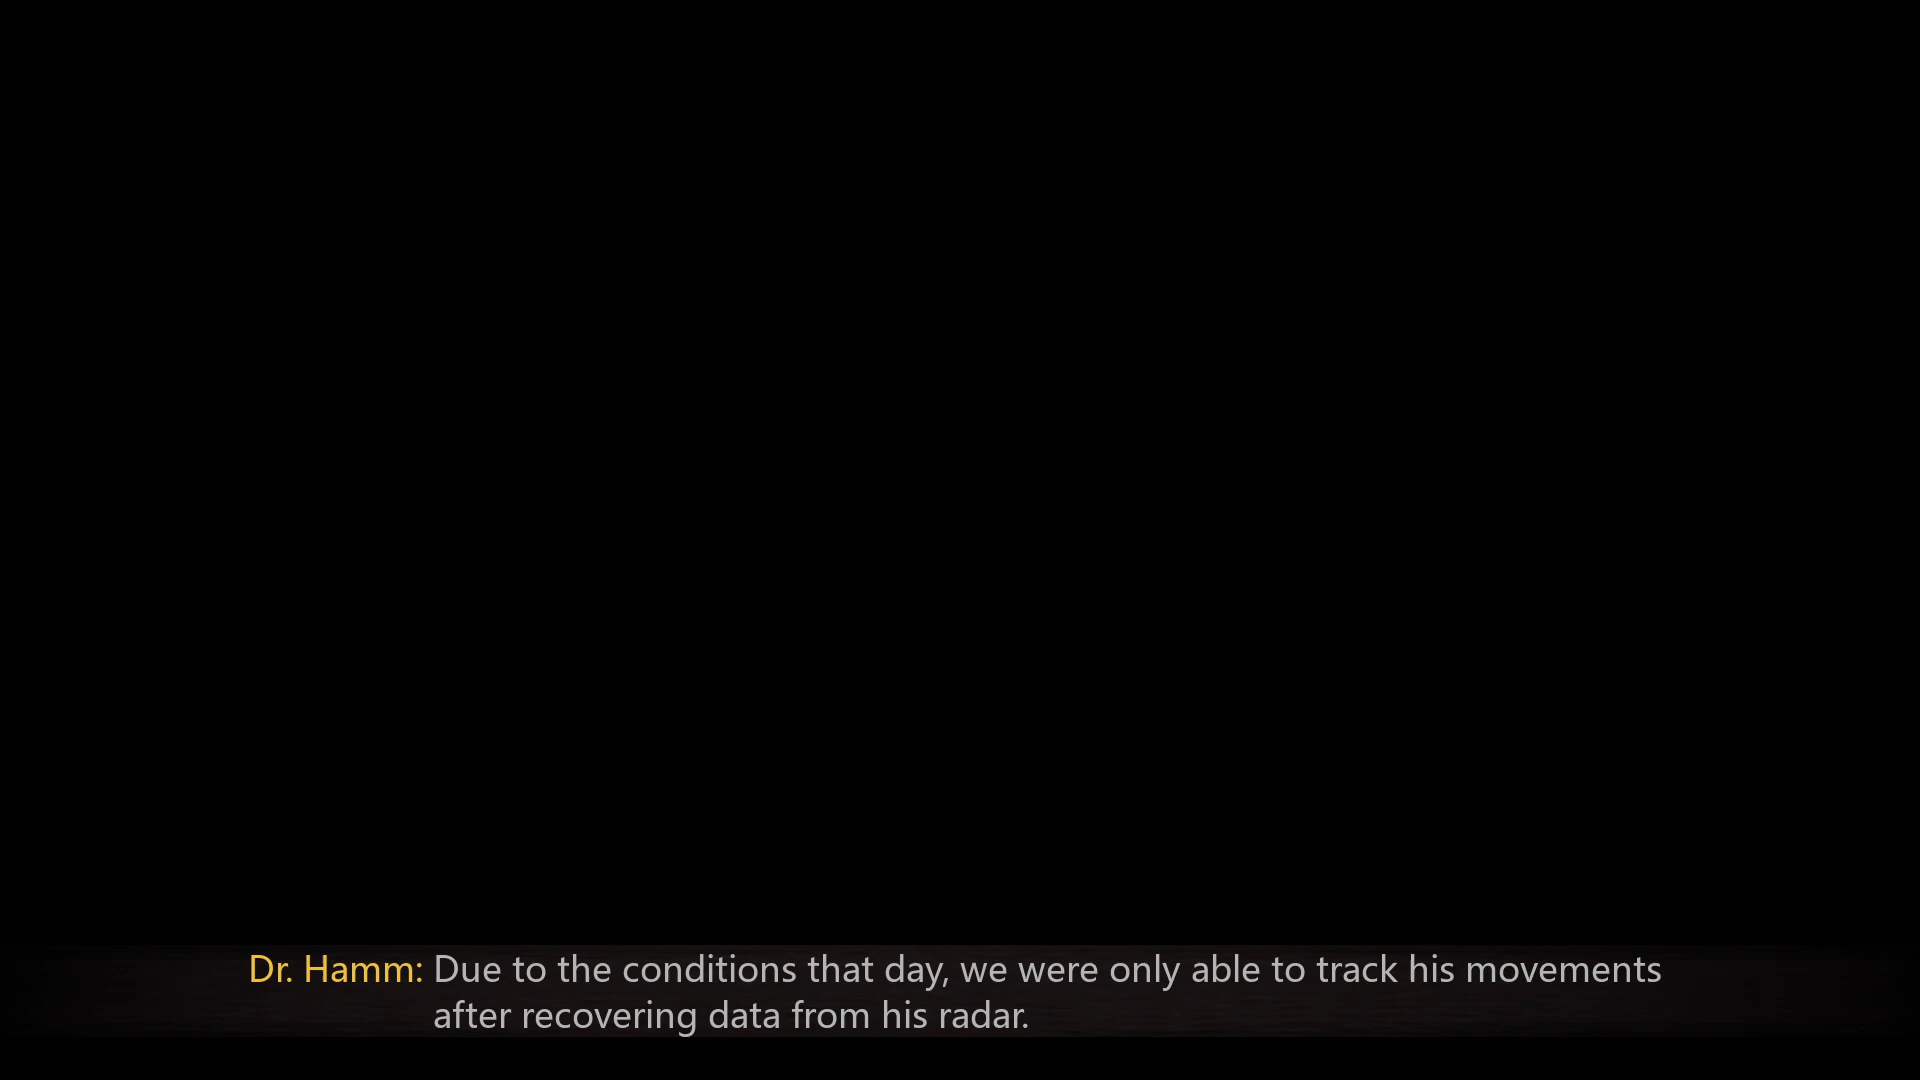 Dr. Hamm: Due to the conditions that day, we were only able to track his movements
after recovering data from his radar.